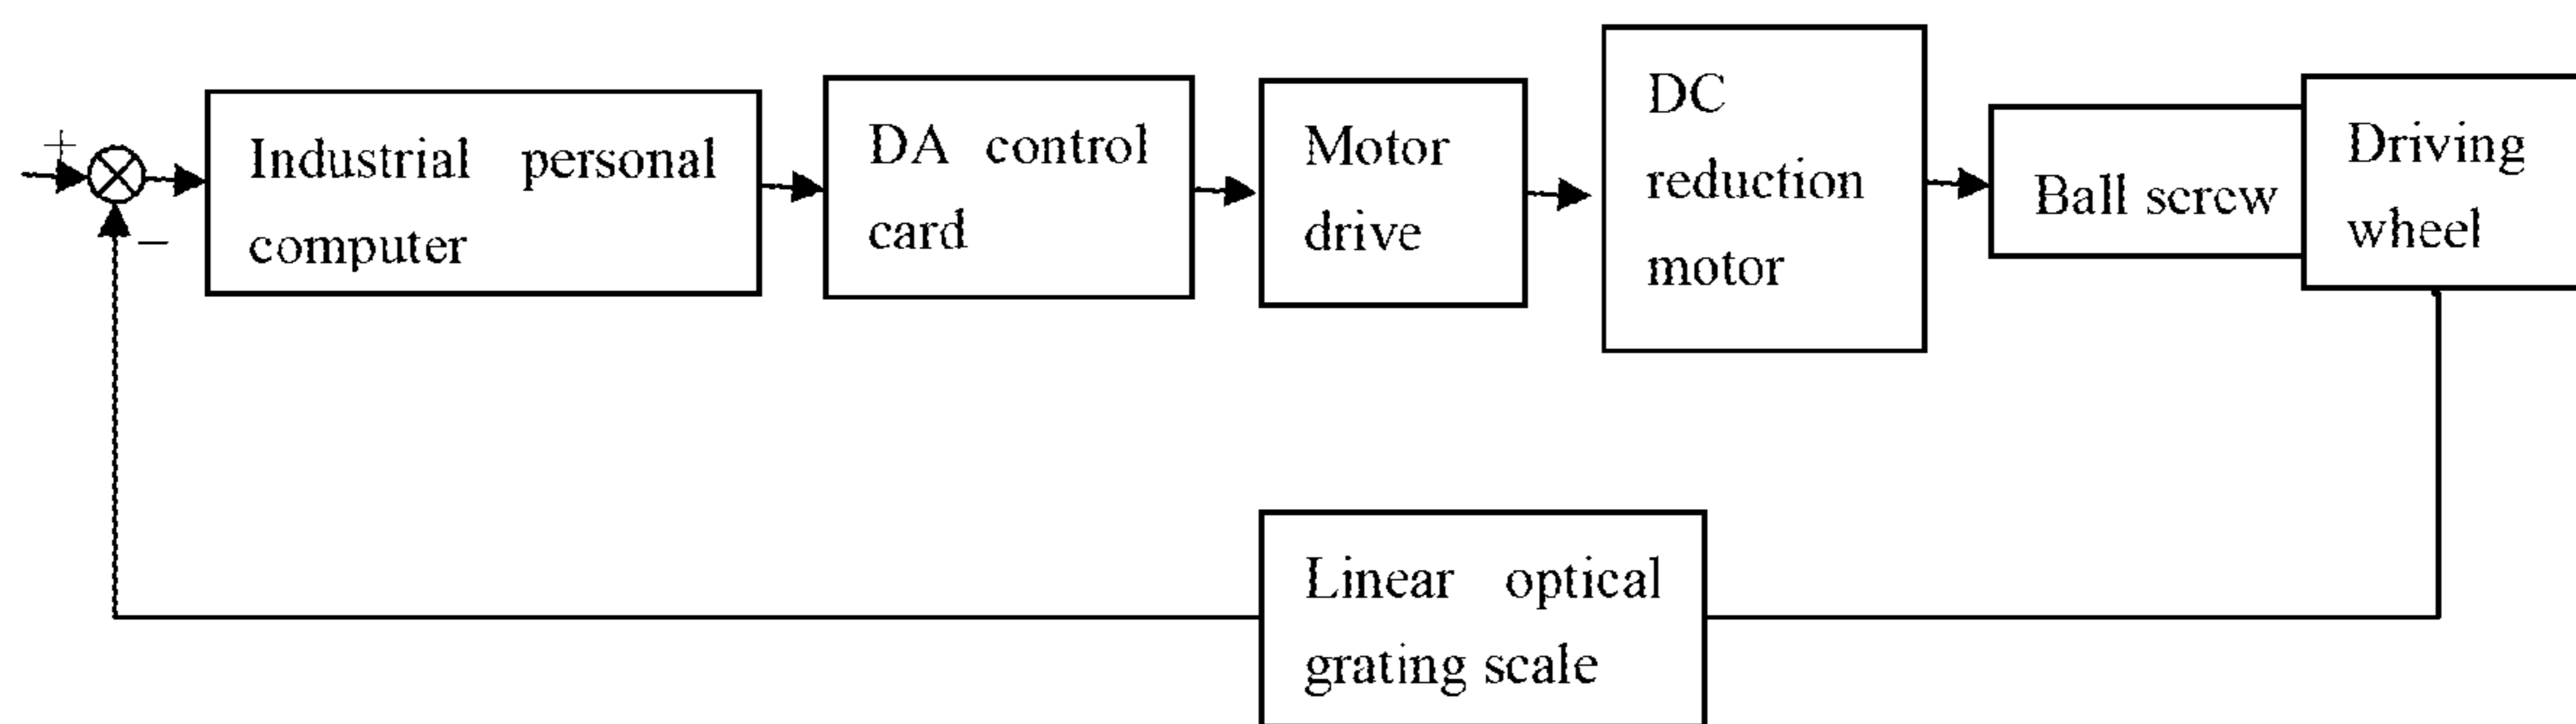 +
−
Industrial personal
computer
DA control
card
Motor
drive
DC
reduction
motor
Ball screw
Driving
wheel
Linear optical
grating scale